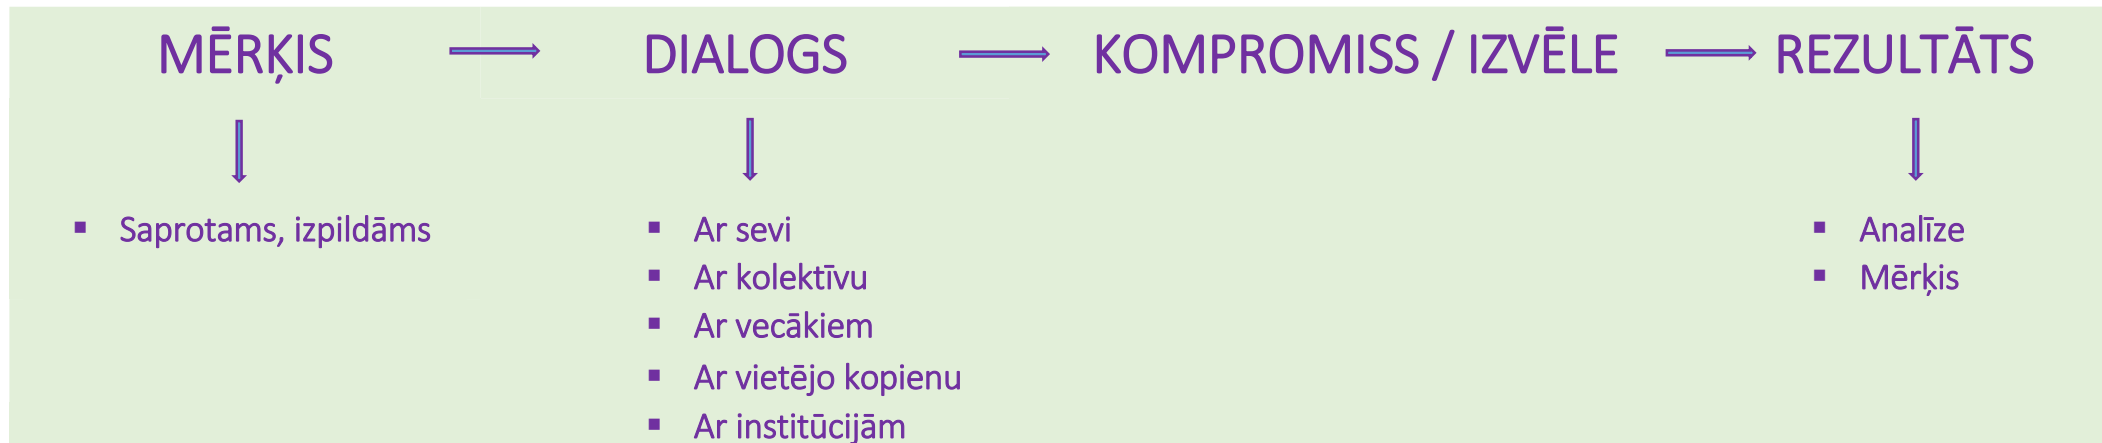 MĒRĶIS DIALOGS KOMPROMISS / IZVĒLE REZULTĀTS
Saprotams, izpildāms
Ar sevi
Ar kolektīvu
Ar vecākiem
Ar vietējo kopienu
Ar institūcijām
Analīze
Mērķis